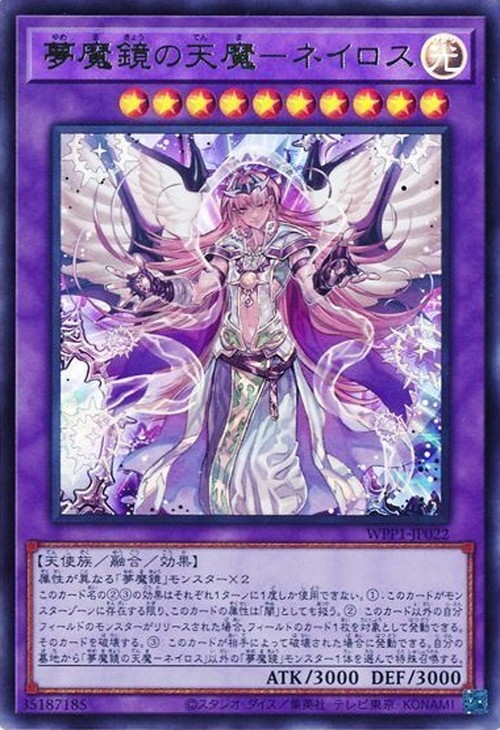 夢魔鏡の天魔－ネイロス 光
【天使族／融合／効果】
属性が異なる「夢魔鏡」モンスター×2
このカード名の②③の効果はそれぞれ1ターンに1度しか使用できない。①：このカードがモ
ンスターゾーンに存在する限り、このカードの属性は「闇」としても扱う。②：このカード以外の自分
フィールドのモンスターがリリースされた場合、フィールドのカード1枚を対象として発動できる。
そのカードを破壊する。③：このカードが相手によって破壊された場合に発動できる。自分の
墓地から「夢魔鏡の天魔－ネイロス」以外の「夢魔鏡」モンスター1体を選んで特殊召喚する。
WPP1-JP022
ATK/3000 DEF/3000
35187185 ©スタジオ・ダイス／集英社・テレビ東京・KONAMI